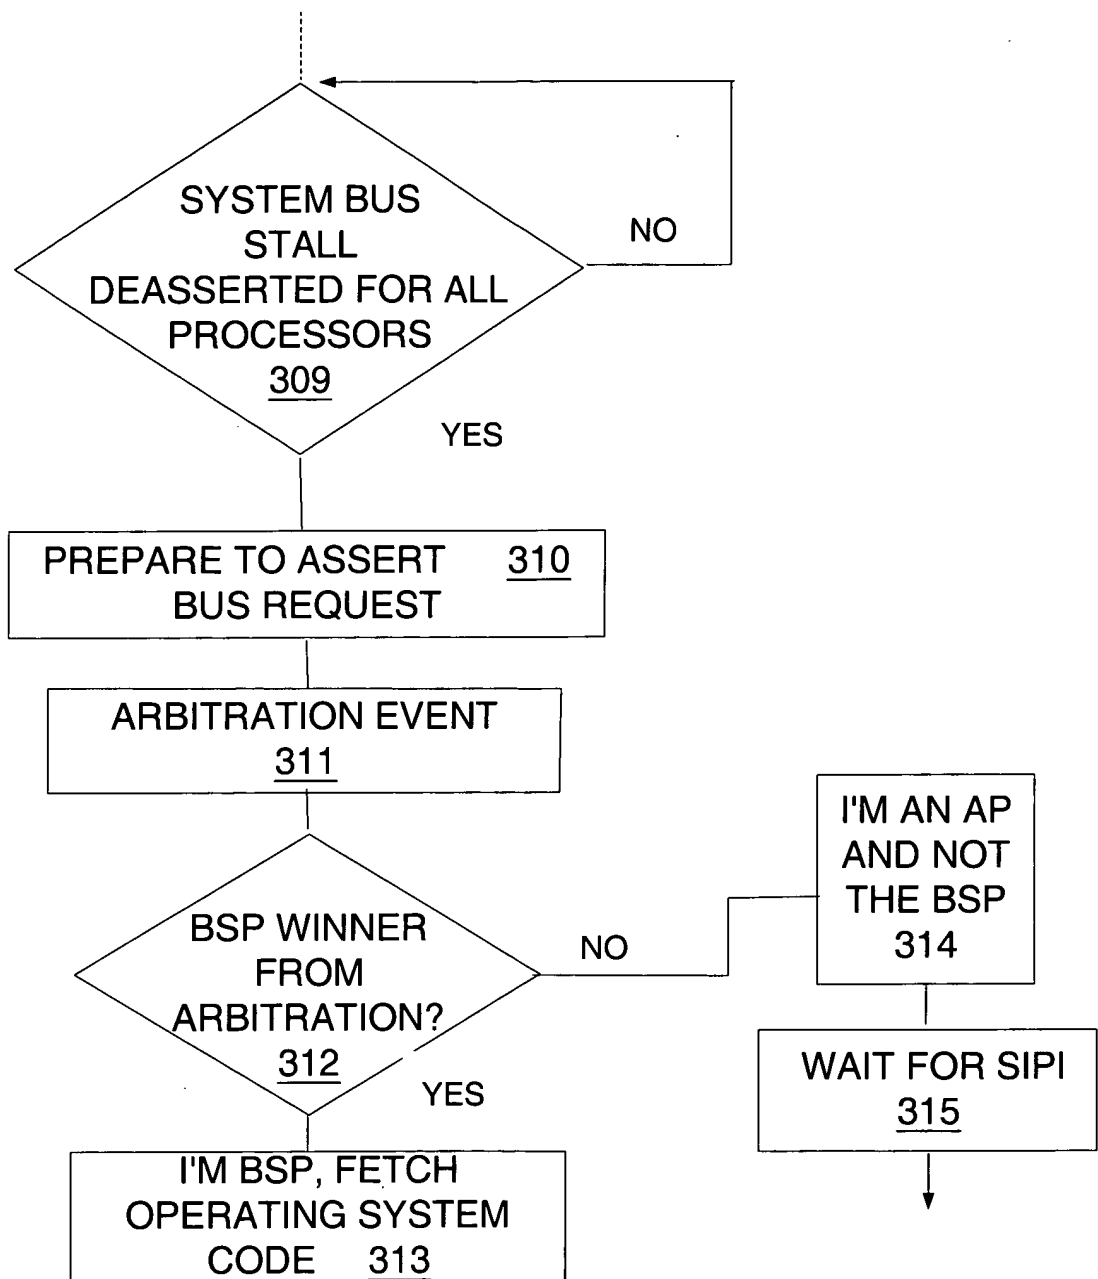 SYSTEM BUS
STALL
DEASSERTED FOR ALL
PROCESSORS
309
NO
YES
PREPARE TO ASSERT 310
BUS REQUEST
ARBITRATION EVENT
311
BSP WINNER
FROM
ARBITRATION?
312
NO
YES
I'M AN AP
AND NOT
THE BSP
314
WAIT FOR SIPI
315
I'M BSP, FETCH
OPERATING SYSTEM
CODE 313